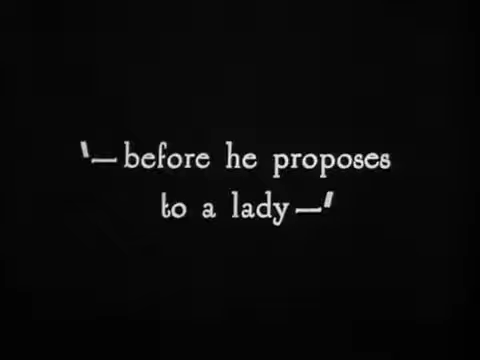 "—before he proposes
to a lady—"